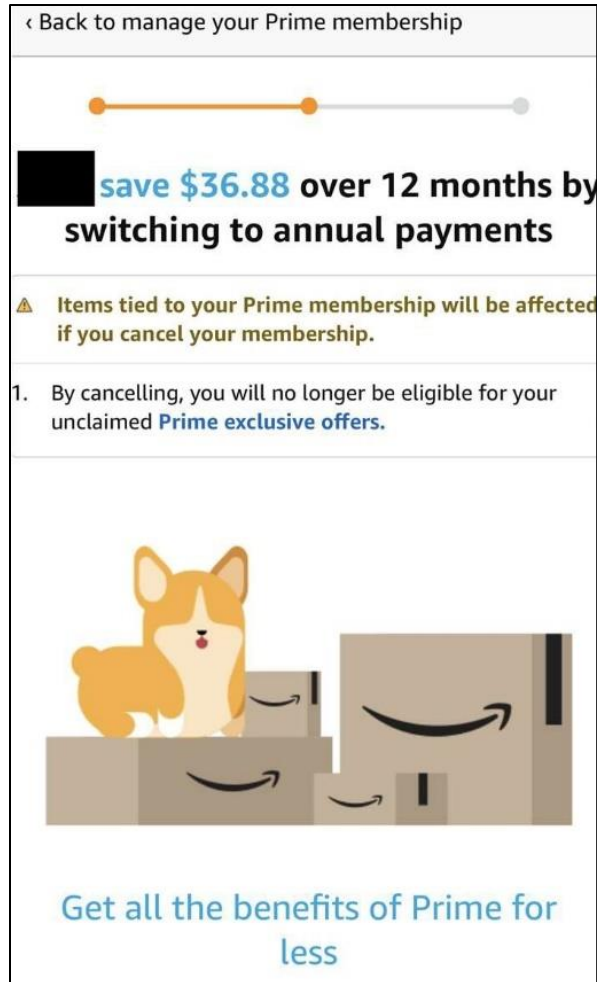 ‹ Back to manage your Prime membership
save $36.88 over 12 months by
switching to annual payments
Items tied to your Prime membership will be affected
if you cancel your membership.
1. By cancelling, you will no longer be eligible for your
unclaimed Prime exclusive offers.
Get all the benefits of Prime for
less